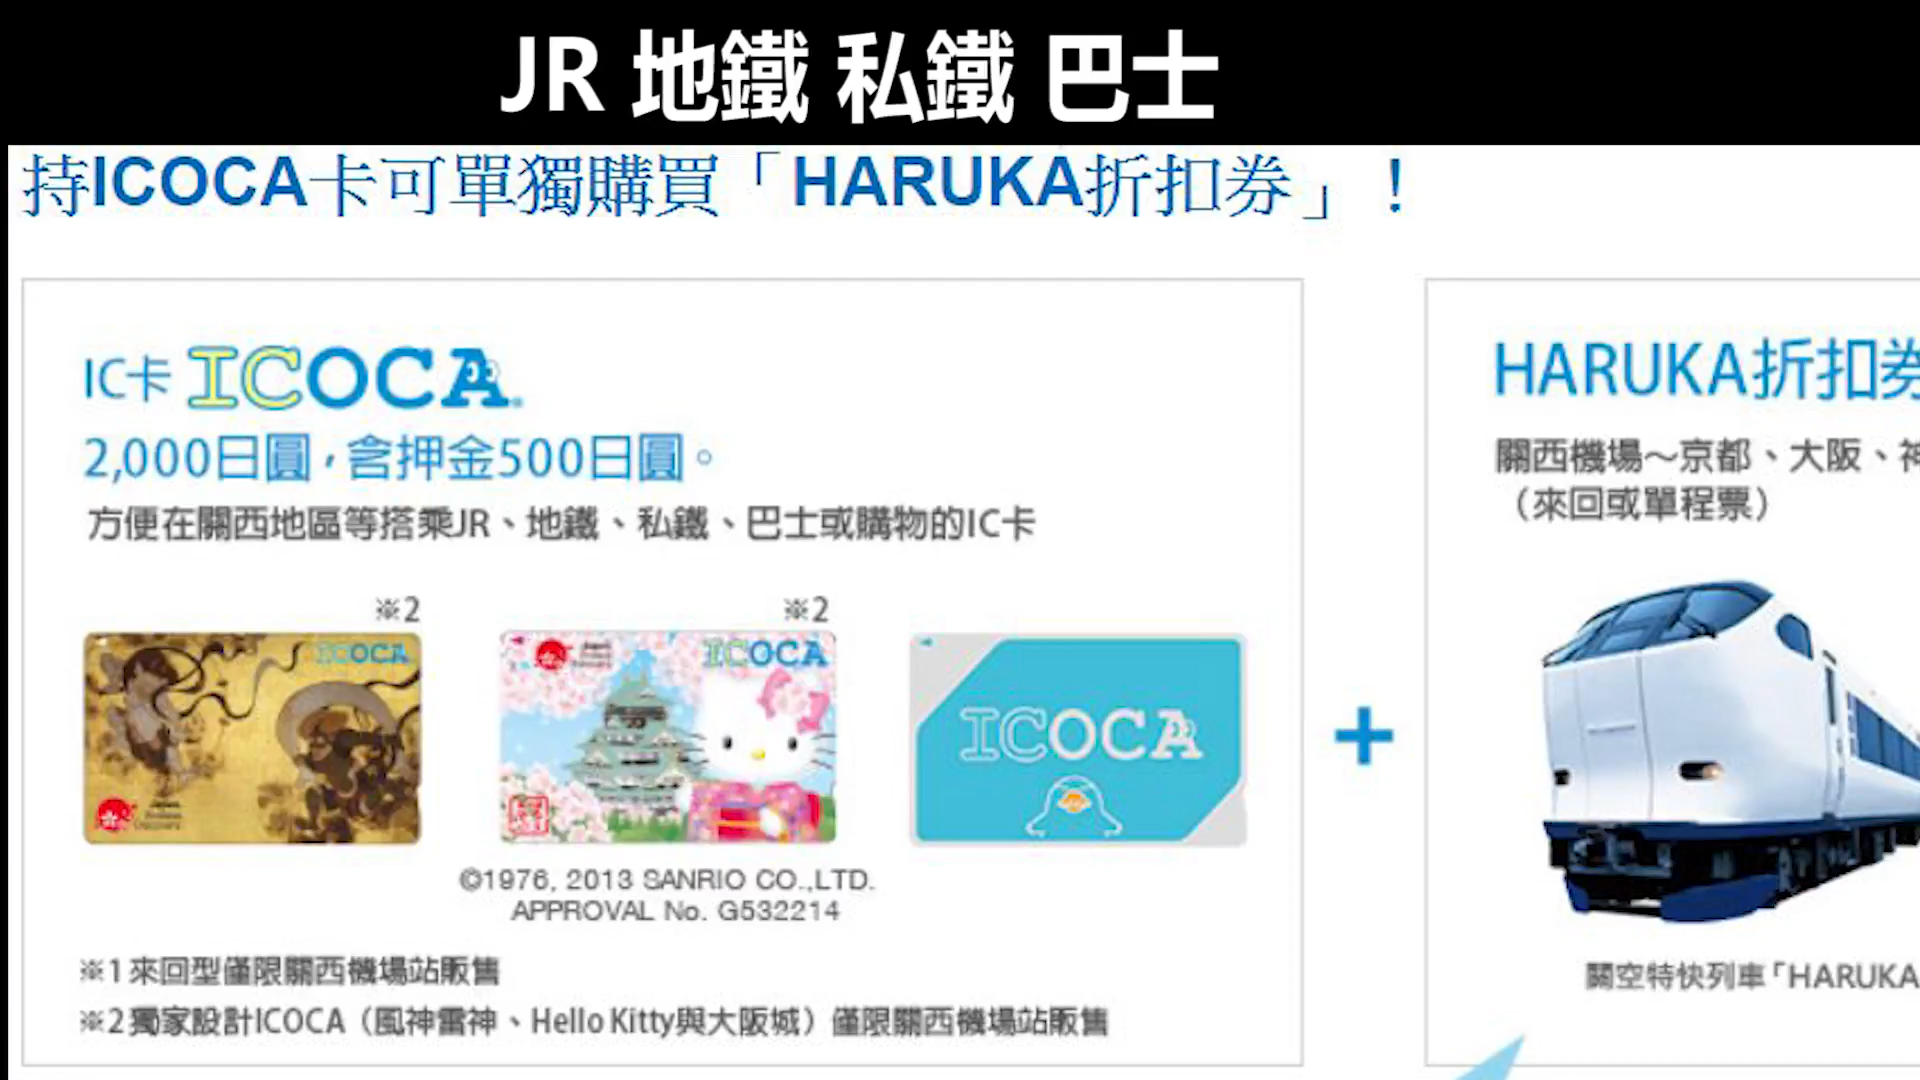 JR 地鐵 私鐵 巴士
持ICOCA卡可單獨購買「HARUKA折扣券」！
IC卡 ICOCA
2,000日圓，含押金500日圓。
方便在關西地區等搭乘JR、地鐵、私鐵、巴士或購物的IC卡
※2
※2
ICOCA
ICOCA
ICOCA
©1976, 2013 SANRIO CO.,LTD.
APPROVAL No. G532214
※1來回型僅限關西機場站販售
※2獨家設計ICOCA（風神雷神、Hello Kitty與大阪城）僅限關西機場站販售
+
HARUKA折扣券
關西機場～京都、大阪、神
（來回或單程票）
關空特快列車「HARUKA